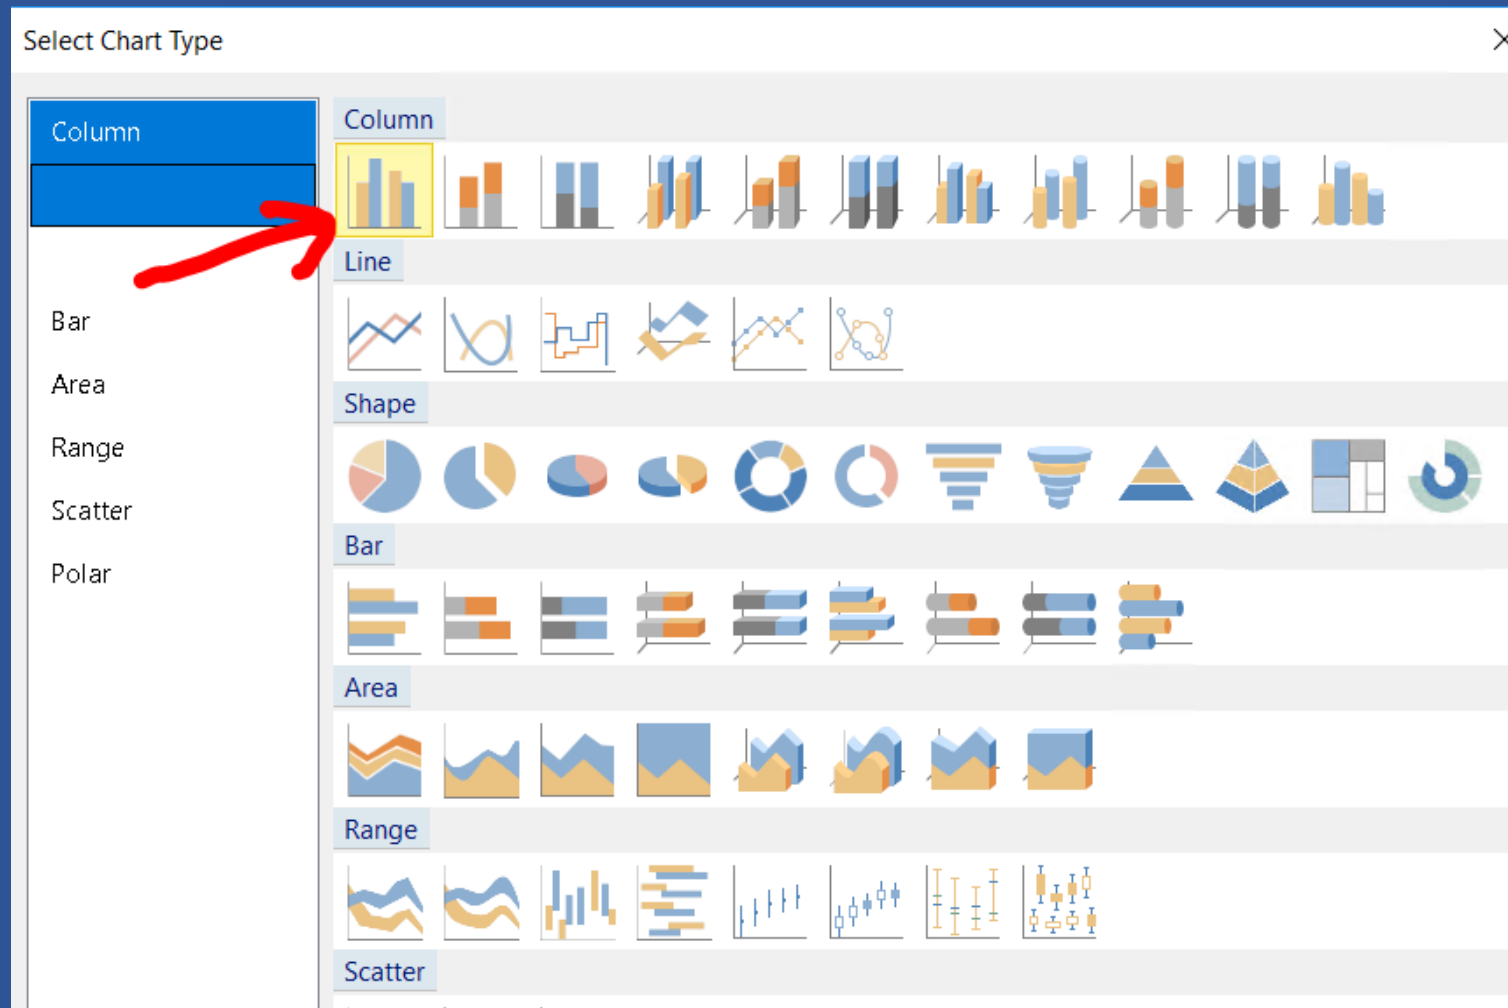 Select Chart Type
Column
Bar
Area
Range
Scatter
Polar
Column
Line
Shape
Bar
Area
Range
Scatter